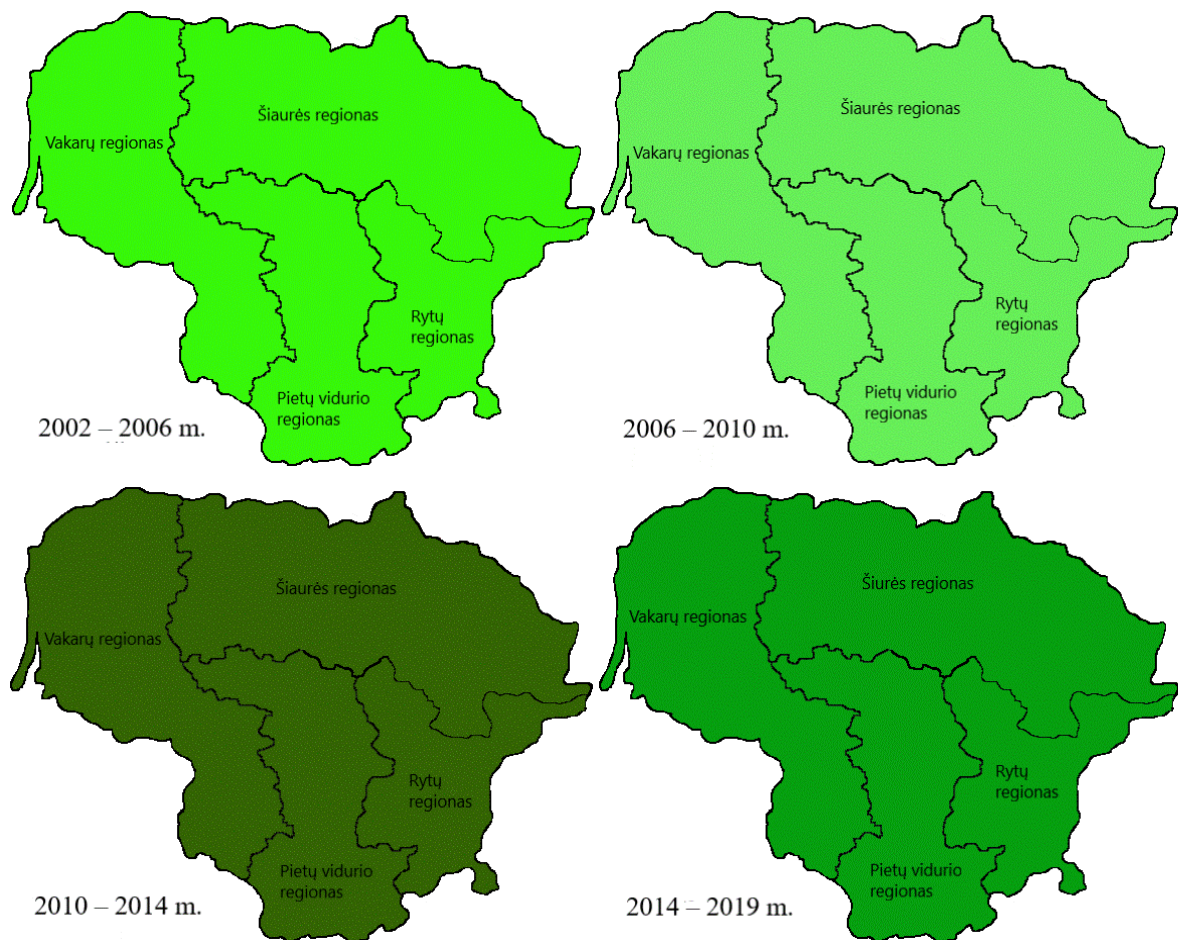 Šiaurės regionas
Vakarų regionas
Rytų
regionas
Pietų vidurio
regionas
2002 – 2006 m.
Šiaurės regionas
Vakarų regionas
Rytų
regionas
Pietų vidurio
regionas
2006 – 2010 m.
Šiaurės regionas
Vakarų regionas
Rytų
regionas
Pietų vidurio
regionas
2010 – 2014 m.
Šiurės regionas
Vakarų regionas
Rytų
regionas
Pietų vidurio
regionas
2014 – 2019 m.